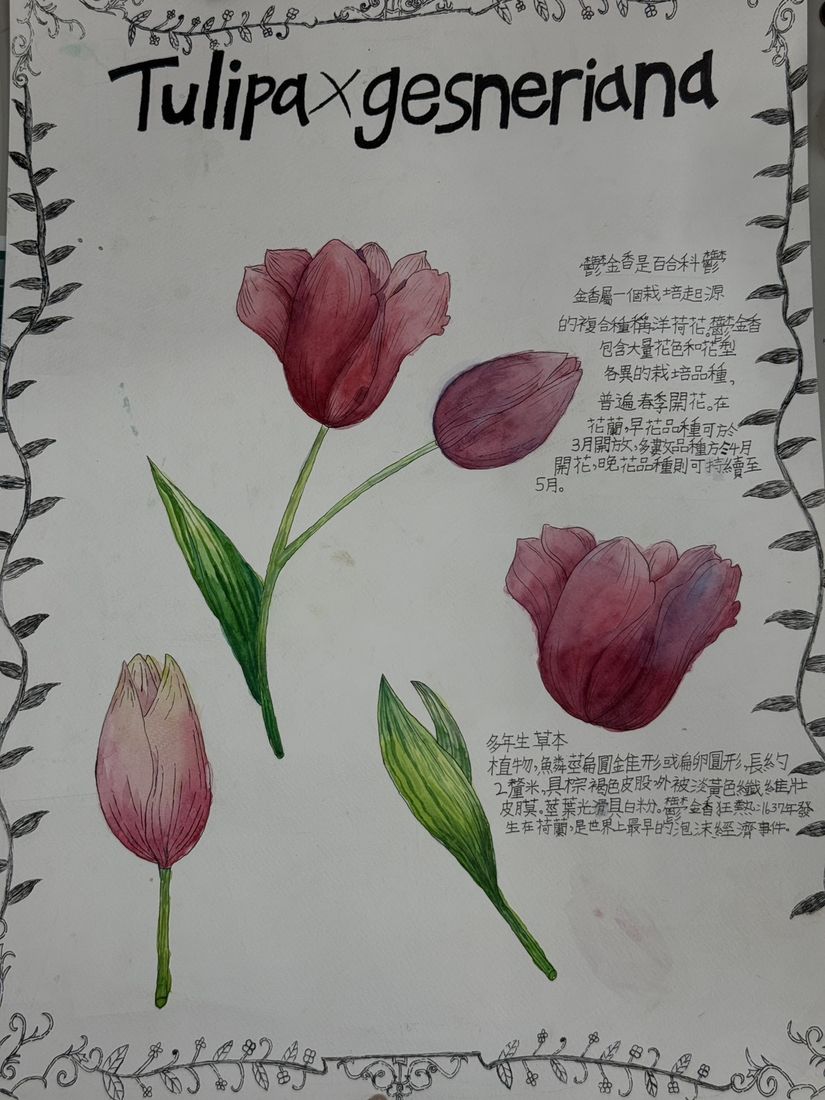 Tulipa×gesneriana
鬱金香是百合科鬱
金香屬一個栽培起源
的複合種稱洋荷花。鬱金香
包含大量花色和花型
各異的栽培品種，
普遍春季開花。在
花蘭，早花品種可於
3月開放，多數品種方令4月
開花，晚花品種則可持續至
5月。
多年生草本
植物，鱗莖扁圓錐形或扁卵圓形，長約
2釐米，具棕褐色皮股，外被淡黃色纖維壯
皮膜。莖葉光滑具白粉。鬱金香狂熱：1637年發
生在荷蘭，是世界上最早的泡沫經濟事件。